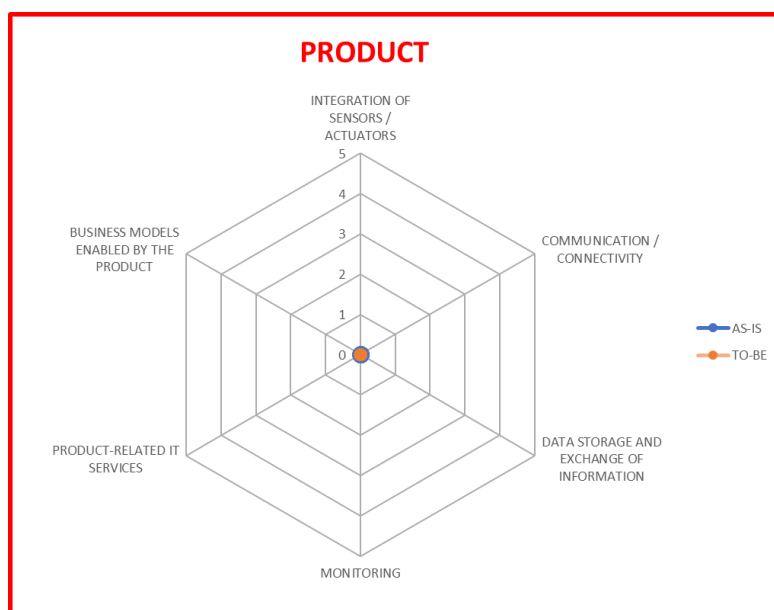 PRODUCT
INTEGRATION OF
SENSORS /
ACTUATORS
5
4
3
2
1
0
BUSINESS MODELS
ENABLED BY THE
PRODUCT
COMMUNICATION /
CONNECTIVITY
AS-IS
TO-BE
PRODUCT-RELATED IT
SERVICES
DATA STORAGE AND
EXCHANGE OF
INFORMATION
MONITORING